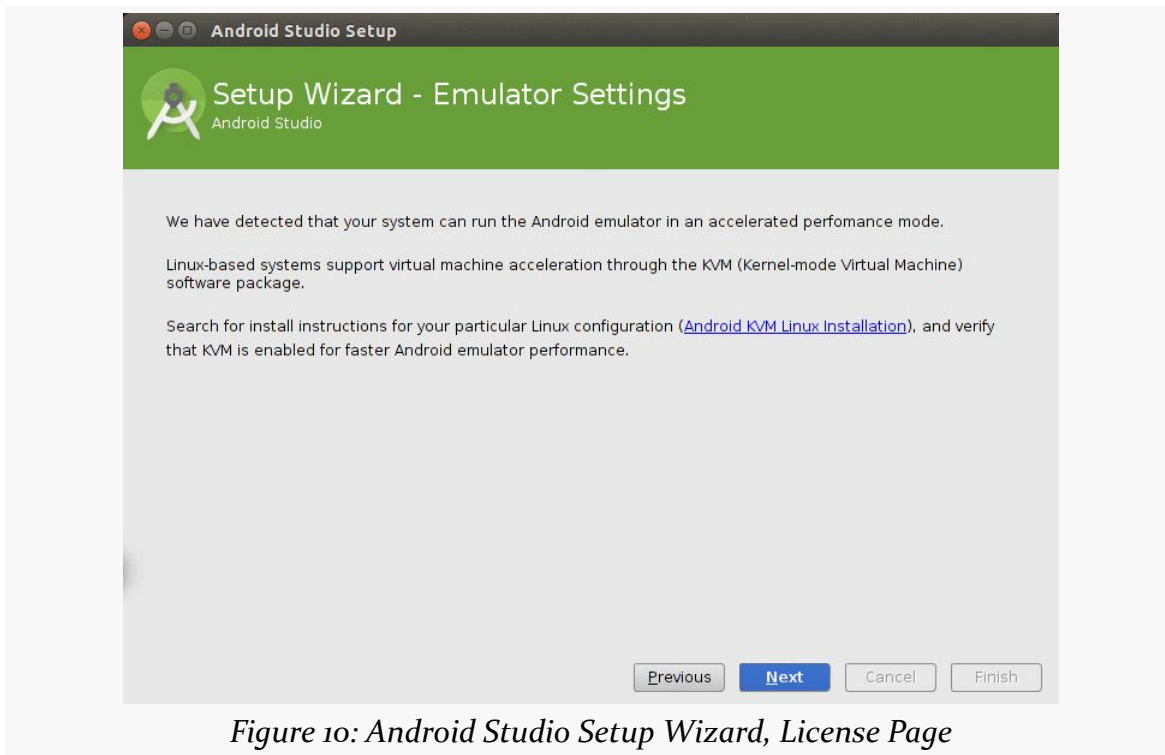 Android Studio Setup
Setup Wizard - Emulator Settings
Android Studio
We have detected that your system can run the Android emulator in an accelerated perfomance mode.
Linux-based systems support virtual machine acceleration through the KVM (Kernel-mode Virtual Machine)
software package.
Search for install instructions for your particular Linux configuration (Android KVM Linux Installation), and verify
that KVM is enabled for faster Android emulator performance.
Previous Next Cancel Finish
Figure 10: Android Studio Setup Wizard, License Page